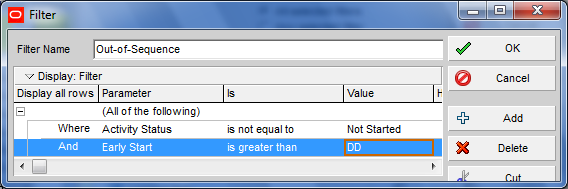 Filter
Filter Name Out-of-Sequence
OK
Display: Filter
Cancel
Display all rows Parameter Is Value H
(All of the following)
Add
Where Activity Status is not equal to Not Started
And Early Start is greater than DD
Delete
Cut